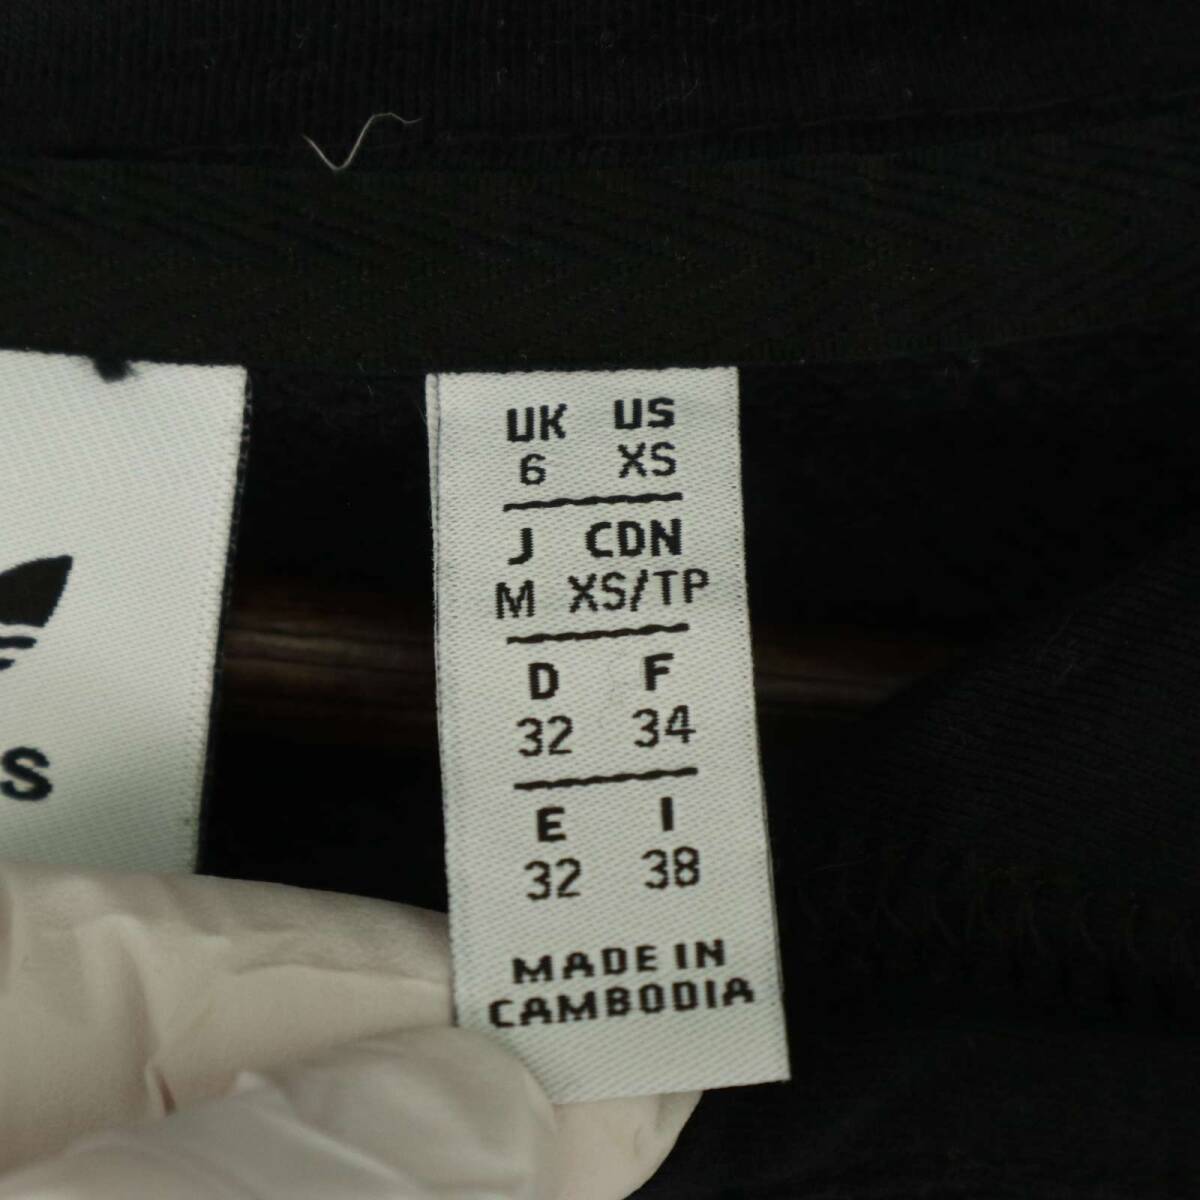 UK US
6 XS
J CDN
M XS/TP
D F
32 34
E I
32 38
MADE IN
CAMBODIA
s